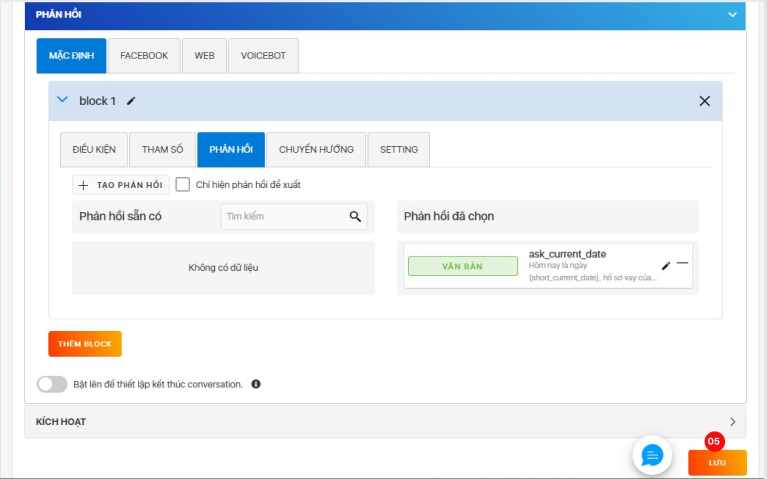 PHẢN HỒI
MẶC ĐỊNH
FACEBOOK
WEB
VOICEBOT
block 1
ĐIỀU KIỆN
THAM SỐ
PHẢN HỒI
CHUYỂN HƯỚNG
SETTING
TẠO PHẢN HỒI
Chỉ hiện phản hồi đề xuất
Phản hồi sẵn có
Tìm kiếm
Phản hồi đã chọn
Không có dữ liệu
VĂN BẢN
ask_current_date
Hôm nay là ngày
{short_current_date}, hồ sơ vay của...
THÊM BLOCK
Bật lên để thiết lập kết thúc conversation.
KÍCH HOẠT
05
LƯU